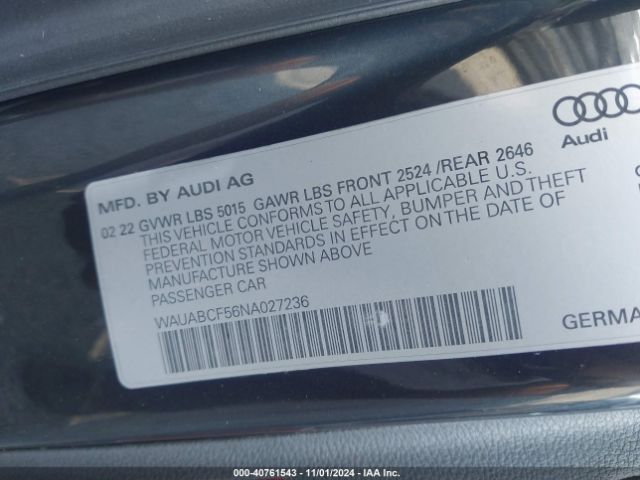 Audi
MFD. BY AUDI AG
02 22 GVWR LBS 5015 GAWR LBS FRONT 2524 /REAR 2646
THIS VEHICLE CONFORMS TO ALL APPLICABLE U.S.
FEDERAL MOTOR VEHICLE SAFETY, BUMPER AND THEFT
PREVENTION STANDARDS IN EFFECT ON THE DATE OF
MANUFACTURE SHOWN ABOVE
PASSENGER CAR
WAUABCF56NA027236
GERMA
000-40761543 - 11/01/2024 - IAA Inc.